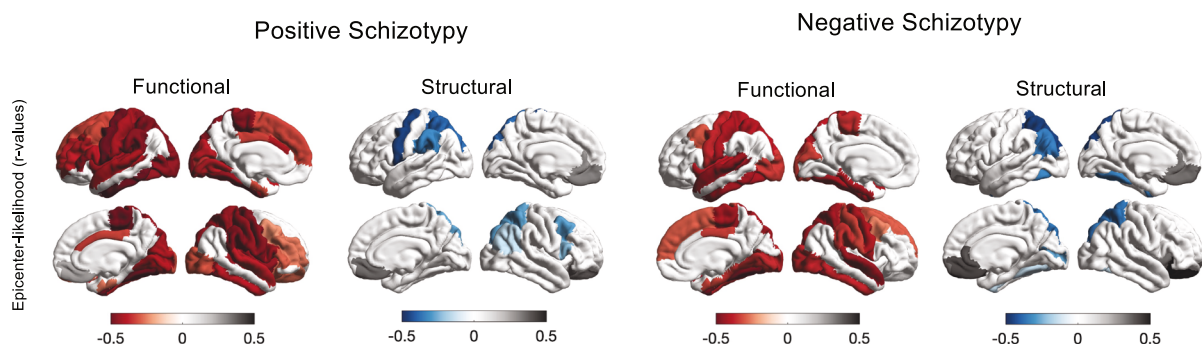 Positive Schizotypy
Negative Schizotypy
Functional
Structural
Functional
Structural
Epicenter-likelihood (r-values)
-0.5 0 0.5
-0.5 0 0.5
-0.5 0 0.5
-0.5 0 0.5